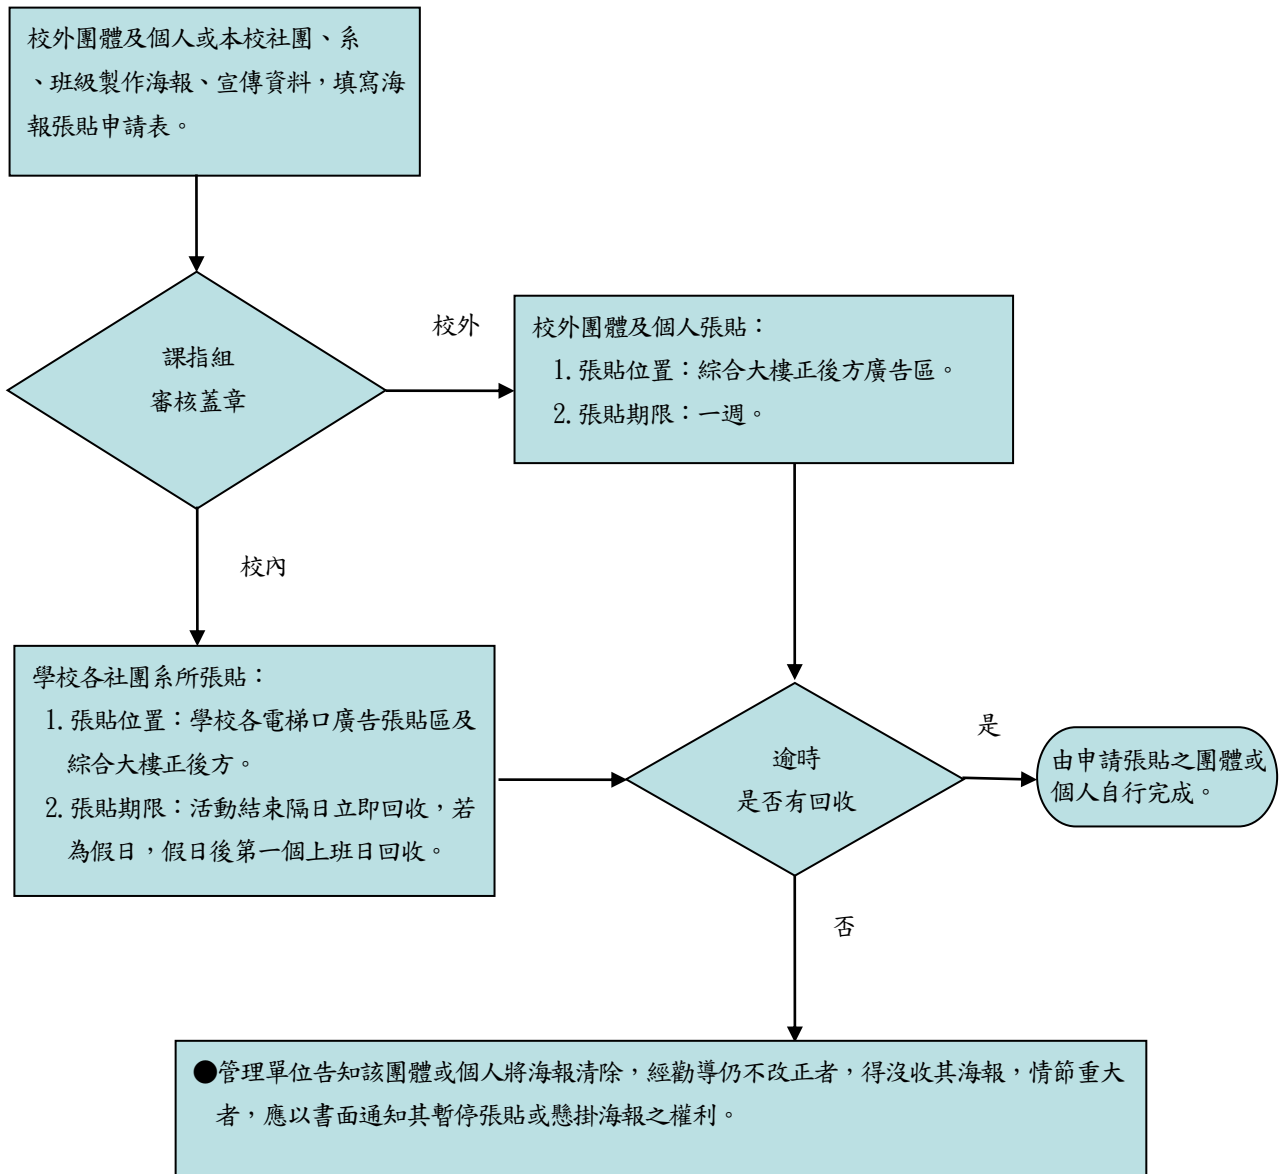 校外團體及個人或本校社團、系
、班級製作海報、宣傳資料，填寫海
報張貼申請表。
課指組
審核蓋章
校外
校外團體及個人張貼：
1. 張貼位置：綜合大樓正後方廣告區。
2. 張貼期限：一週。
校內
學校各社團系所張貼：
1. 張貼位置：學校各電梯口廣告張貼區及
綜合大樓正後方。
2. 張貼期限：活動結束隔日立即回收，若
為假日，假日後第一個上班日回收。
逾時
是否有回收
是
由申請張貼之團體或
個人自行完成。
否
●管理單位告知該團體或個人將海報清除，經勸導仍不改正者，得沒收其海報，情節重大
者，應以書面通知其暫停張貼或懸掛海報之權利。